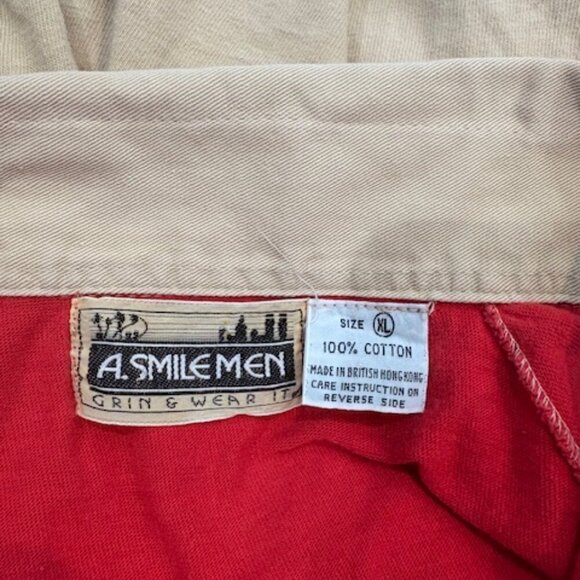 A. SMILE MEN
GRIN & WEAR IT
SIZE XL
100% COTTON
MADE IN BRITISH HONG KONG
CARE INSTRUCTION ON
REVERSE SIDE